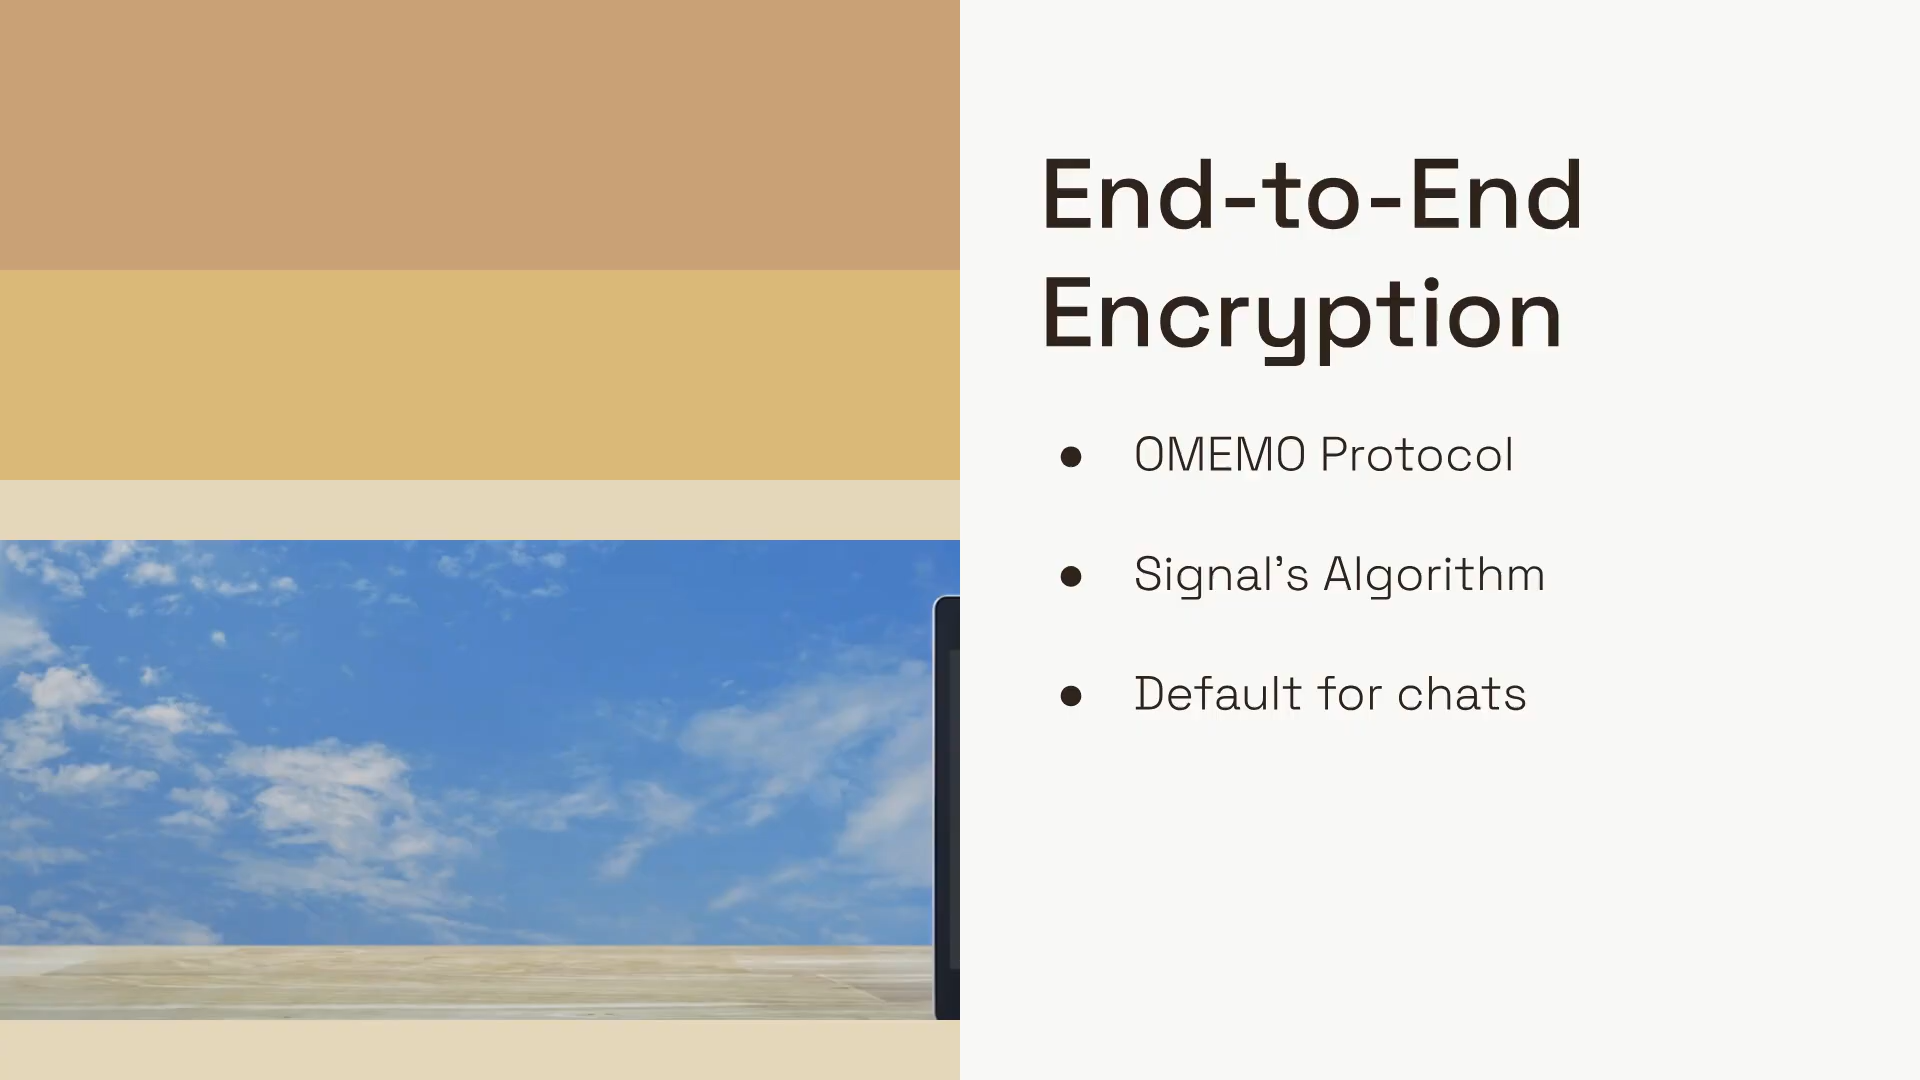 End-to-End
Encryption
● OMEMO Protocol
● Signal’s Algorithm
● Default for chats